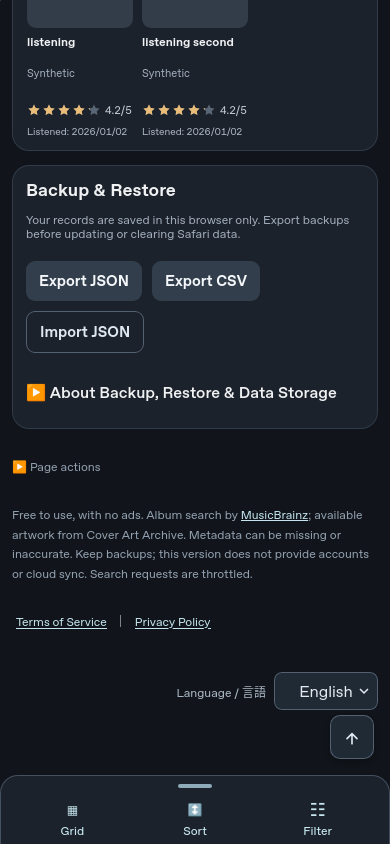 listening listening second
Synthetic Synthetic
4.2/5 4.2/5
Listened: 2026/01/02 Listened: 2026/01/02
Backup & Restore
Your records are saved in this browser only. Export backups
before updating or clearing Safari data.
Export JSON Export CSV
Import JSON
About Backup, Restore & Data Storage
Page actions
Free to use, with no ads. Album search by MusicBrainz; available
artwork from Cover Art Archive. Metadata can be missing or
inaccurate. Keep backups; this version does not provide accounts
or cloud sync. Search requests are throttled.
Terms of Service | Privacy Policy
Language / 言語 English
Grid Sort Filter